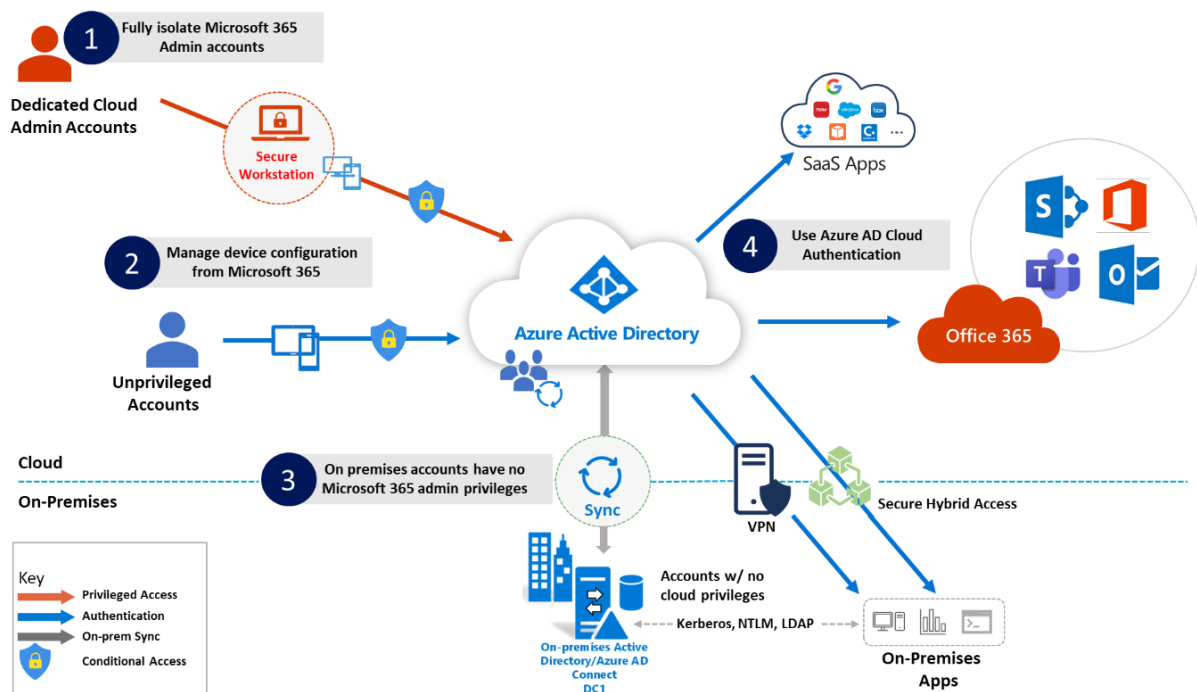 1
Fully isolate Microsoft 365
Admin accounts
Dedicated Cloud
Admin Accounts
Secure
Workstation
2
Manage device configuration
from Microsoft 365
Unprivileged
Accounts
Azure Active Directory
SaaS Apps
4
Use Azure AD Cloud
Authentication
S
T
O
Office 365
Cloud
On-Premises
3
On premises accounts have no
Microsoft 365 admin privileges
Sync
VPN
Secure Hybrid Access
Accounts w/ no
cloud privileges
Kerberos, NTLM, LDAP
On-premises Active
Directory/Azure AD
Connect
DC1
On-Premises
Apps
Key
Privileged Access
Authentication
On-prem Sync
Conditional Access